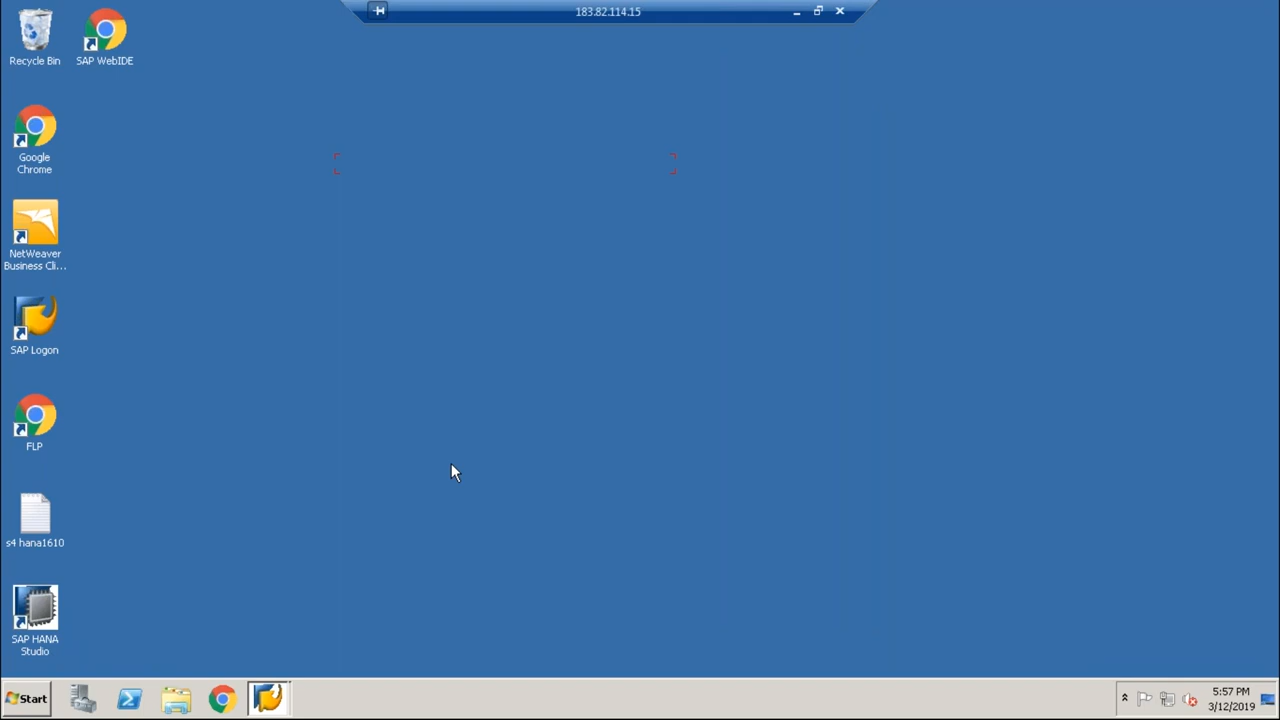 183.82.114.15
Recycle Bin
SAP WebIDE
Google
Chrome
NetWeaver
Business Cli...
SAP Logon
FLP
s4 hana1610
SAP HANA
Studio
Start
5:57 PM
3/12/2019